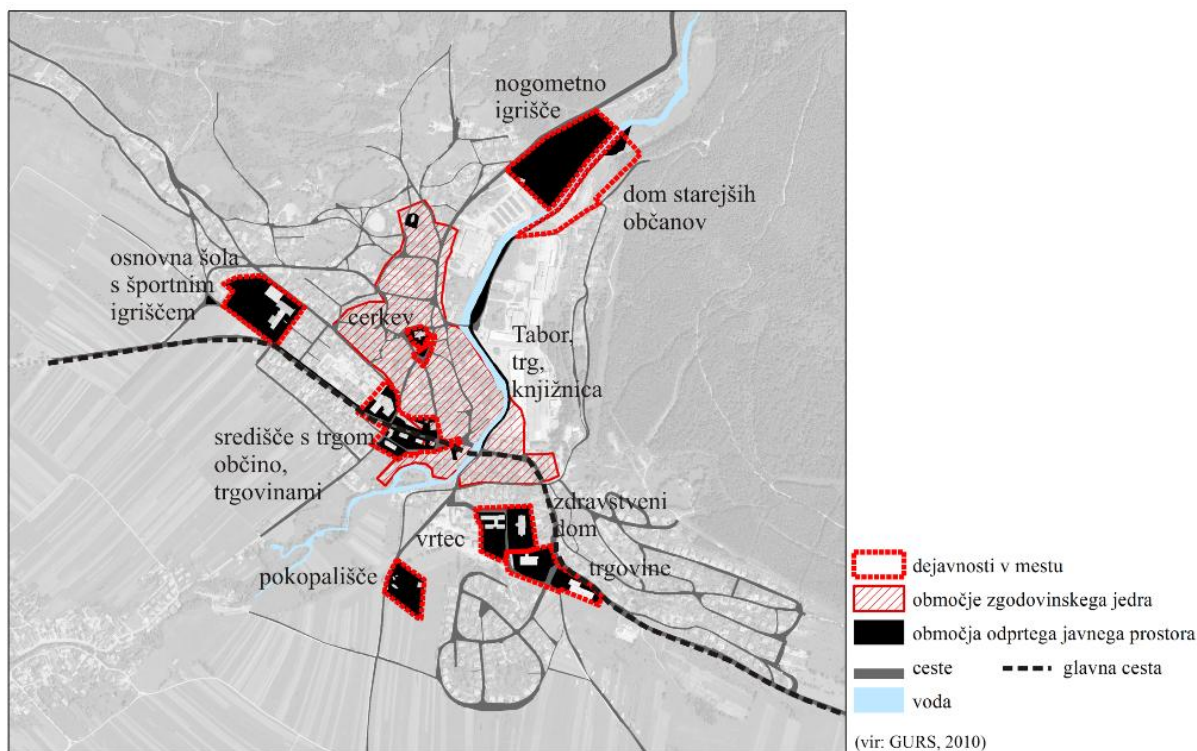 nogometno
igrišče
dom starejših
občanov
osnovna šola
s športnim
igriščem
cerkev
Tabor,
trg,
knjižnica
središče s trgom
občino,
trgovinami
zdravstveni
dom
vrtec
trgovine
pokopališče
dejavnosti v mestu
območje zgodovinskega jedra
območja odprtega javnega prostora
ceste
glavna cesta
voda
(vir: GURS, 2010)